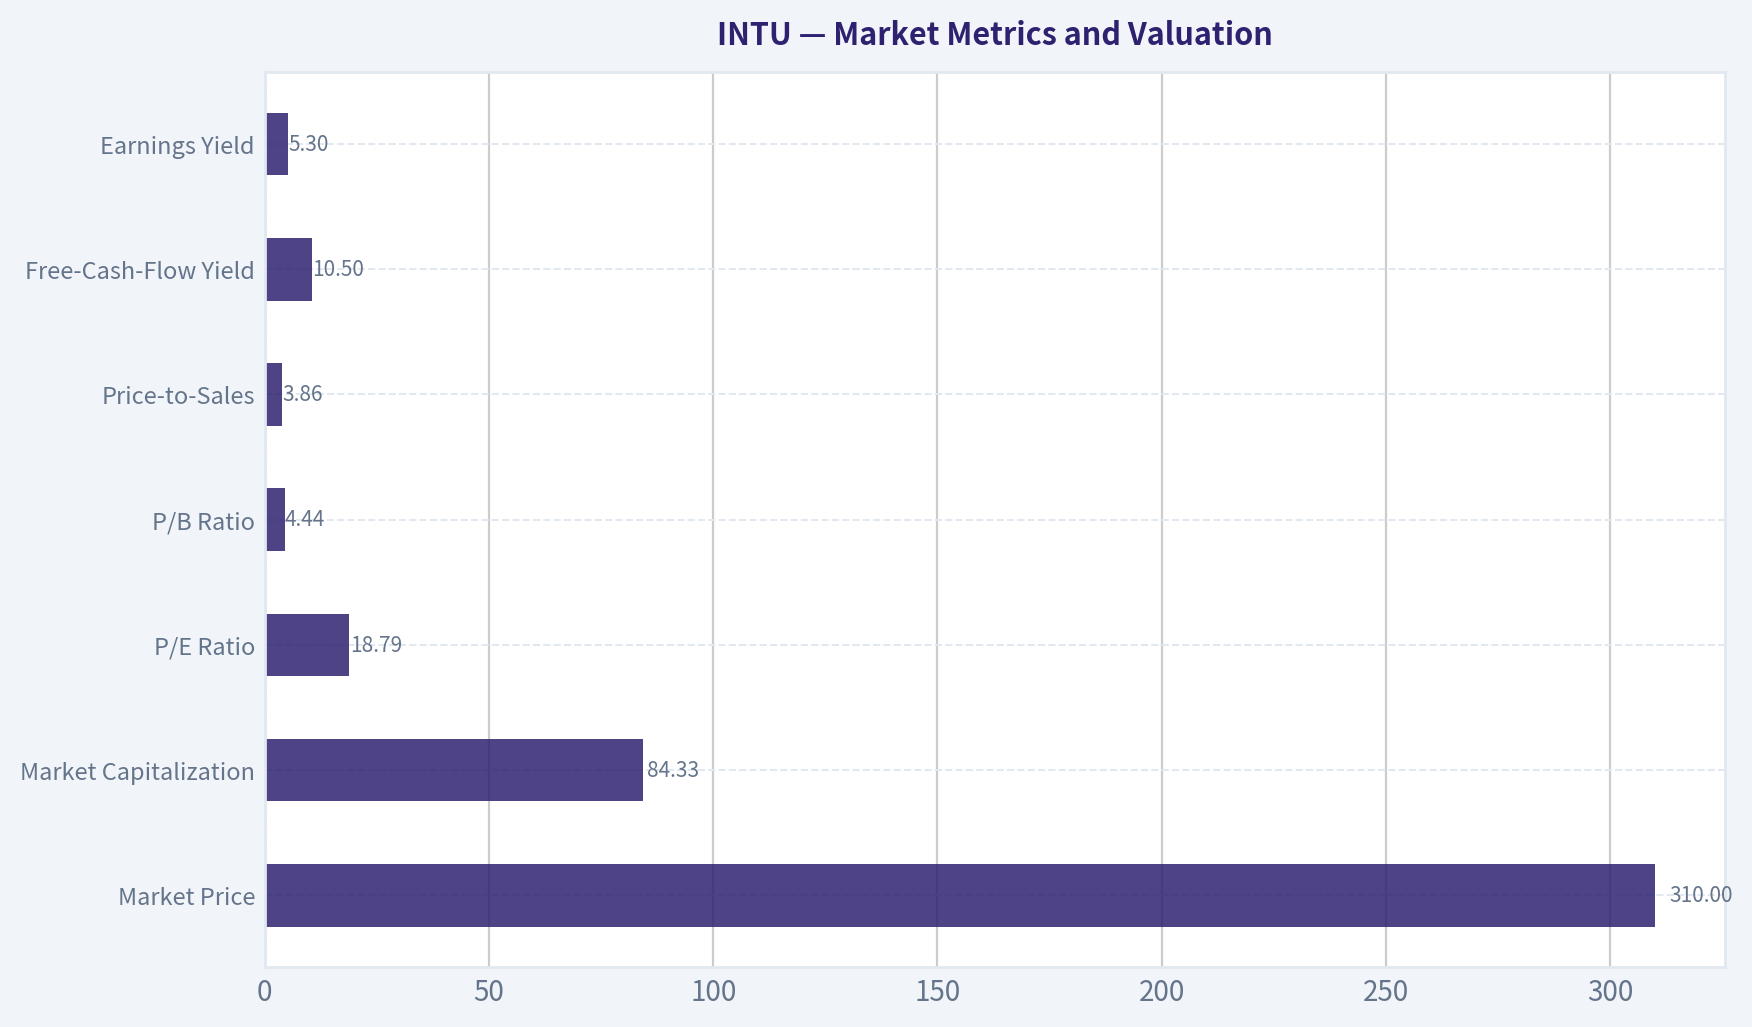 INTU — Market Metrics and Valuation
Earnings Yield
5.30
Free-Cash-Flow Yield
10.50
Price-to-Sales
3.86
P/B Ratio
4.44
P/E Ratio
18.79
Market Capitalization
84.33
Market Price
310.00
0 50 100 150 200 250 300